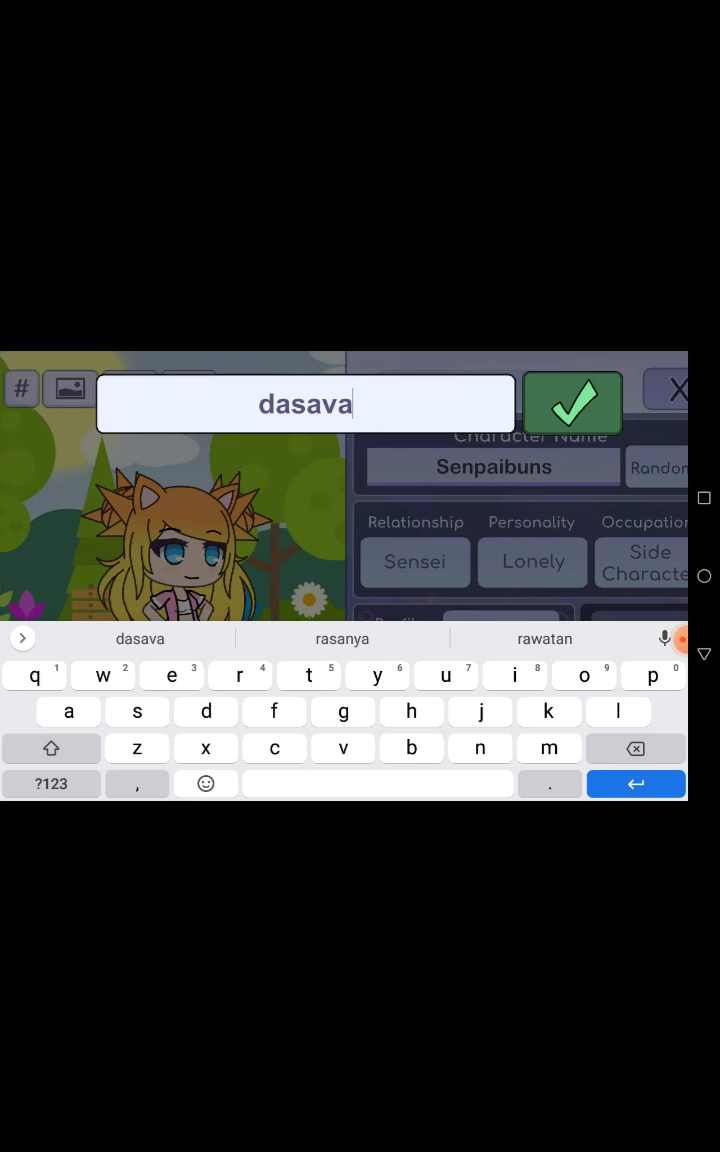 #
dasava
X
Character Name
Senpaibuns
Random
Relationship Personality Occupation
Sensei Lonely Side
Characte
dasava rasanya rawatan
q 1 w 2 e 3 r 4 t 5 y 6 u 7 i 8 o 9 p 0
a s d f g h j k l
z x c v b n m
?123 , .